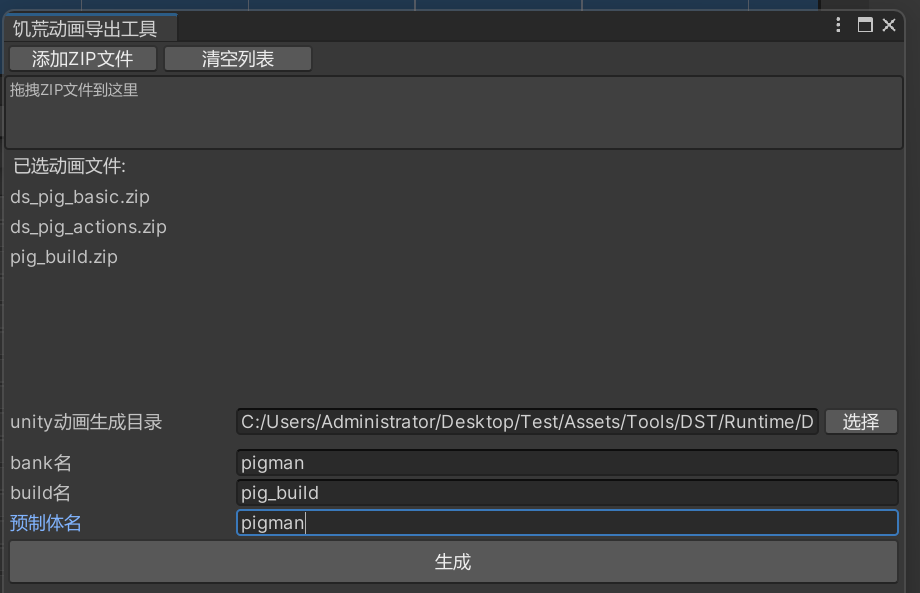 饥荒动画导出工具
添加ZIP文件 清空列表
拖拽ZIP文件到这里
已选动画文件:
ds_pig_basic.zip
ds_pig_actions.zip
pig_build.zip
unity动画生成目录 C:/Users/Administrator/Desktop/Test/Assets/Tools/DST/Runtime/D 选择
bank名 pigman
build名 pig_build
预制体名 pigman
生成